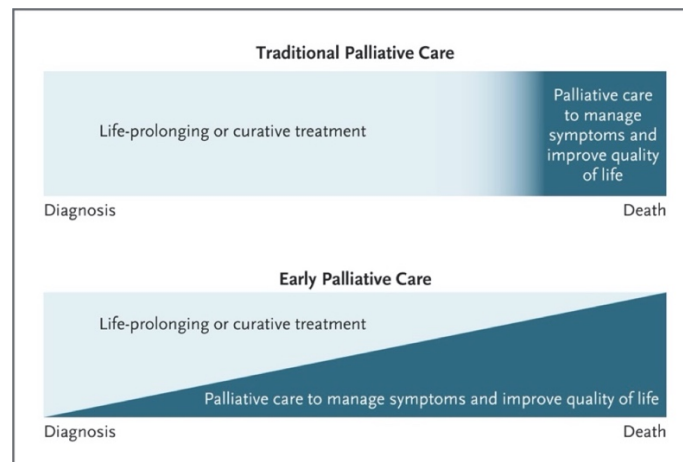 Traditional Palliative Care
Life-prolonging or curative treatment
Palliative care
to manage
symptoms and
improve quality
of life
Diagnosis
Death
Early Palliative Care
Life-prolonging or curative treatment
Palliative care to manage symptoms and improve quality of life
Diagnosis
Death